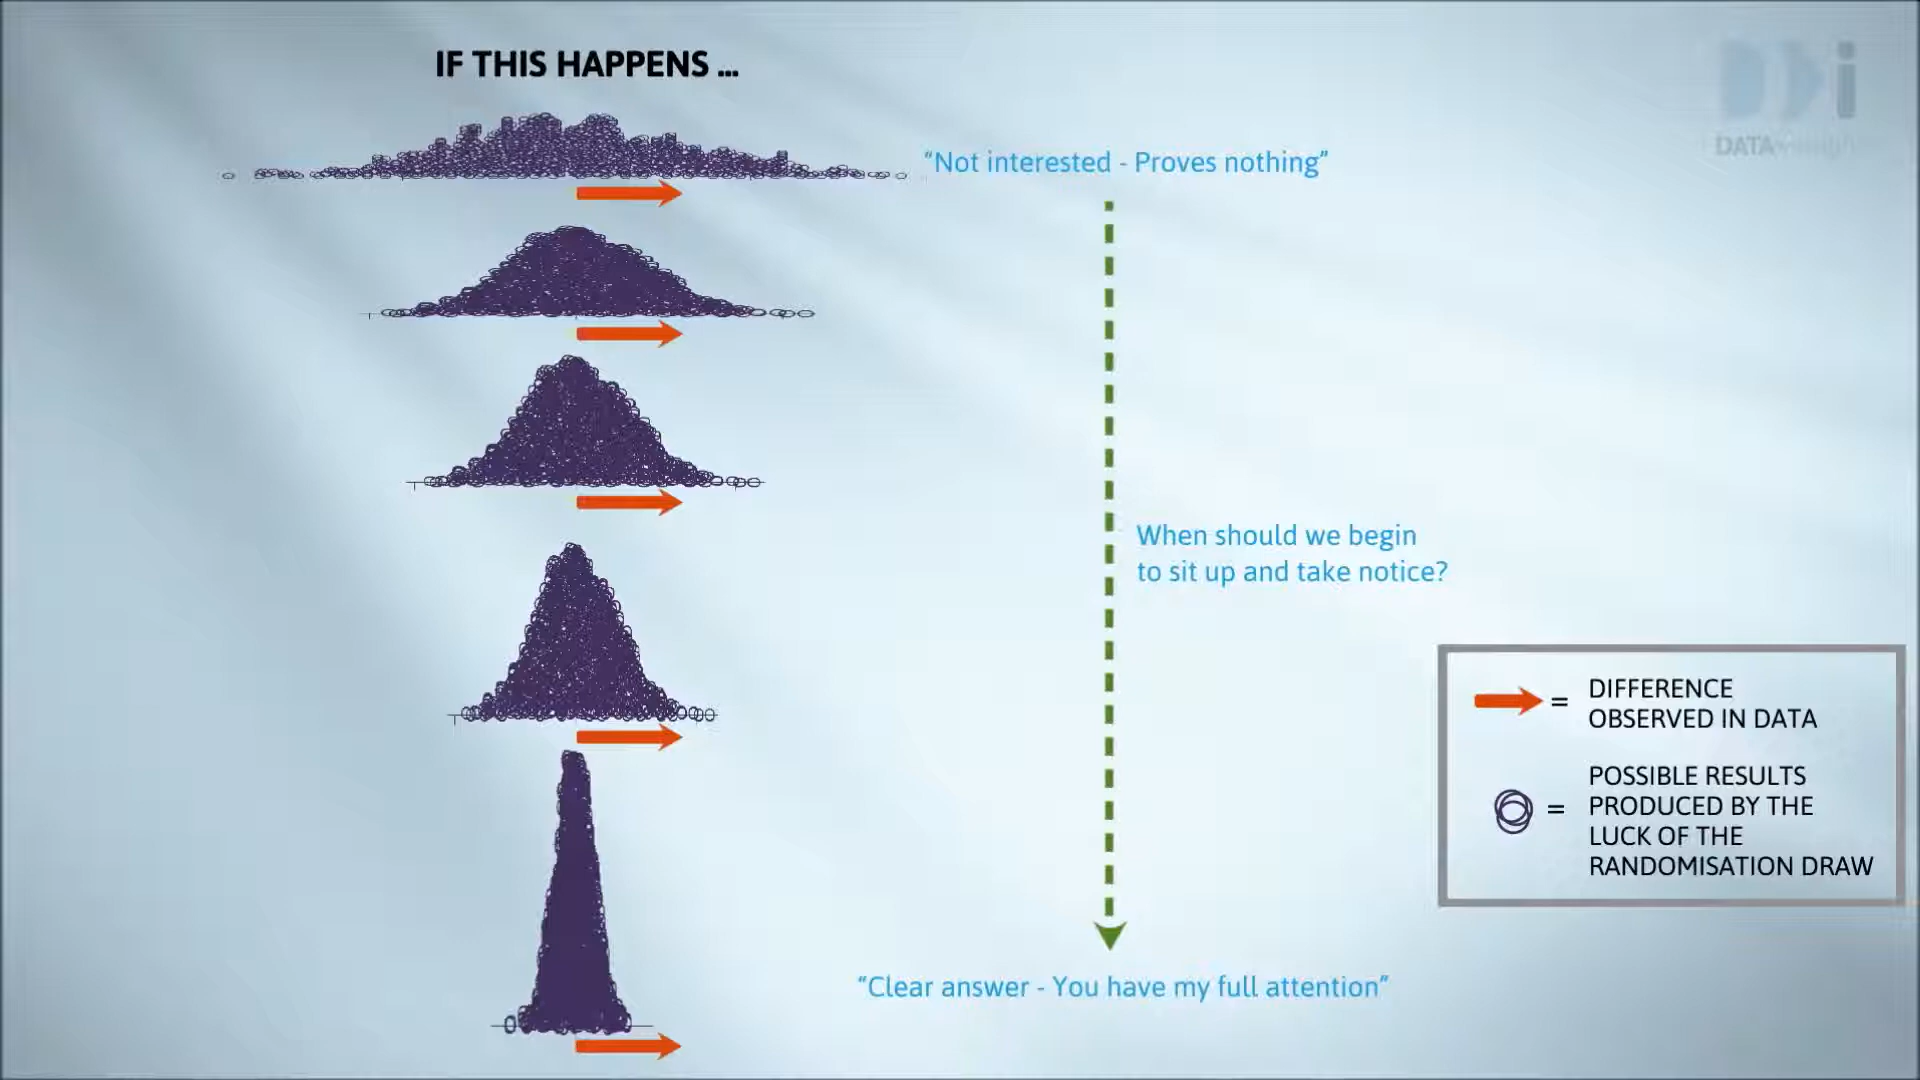 IF THIS HAPPENS ...
“Not interested - Proves nothing”
When should we begin
to sit up and take notice?
“Clear answer - You have my full attention”
= DIFFERENCE
OBSERVED IN DATA
= POSSIBLE RESULTS
PRODUCED BY THE
LUCK OF THE
RANDOMISATION DRAW
DATA